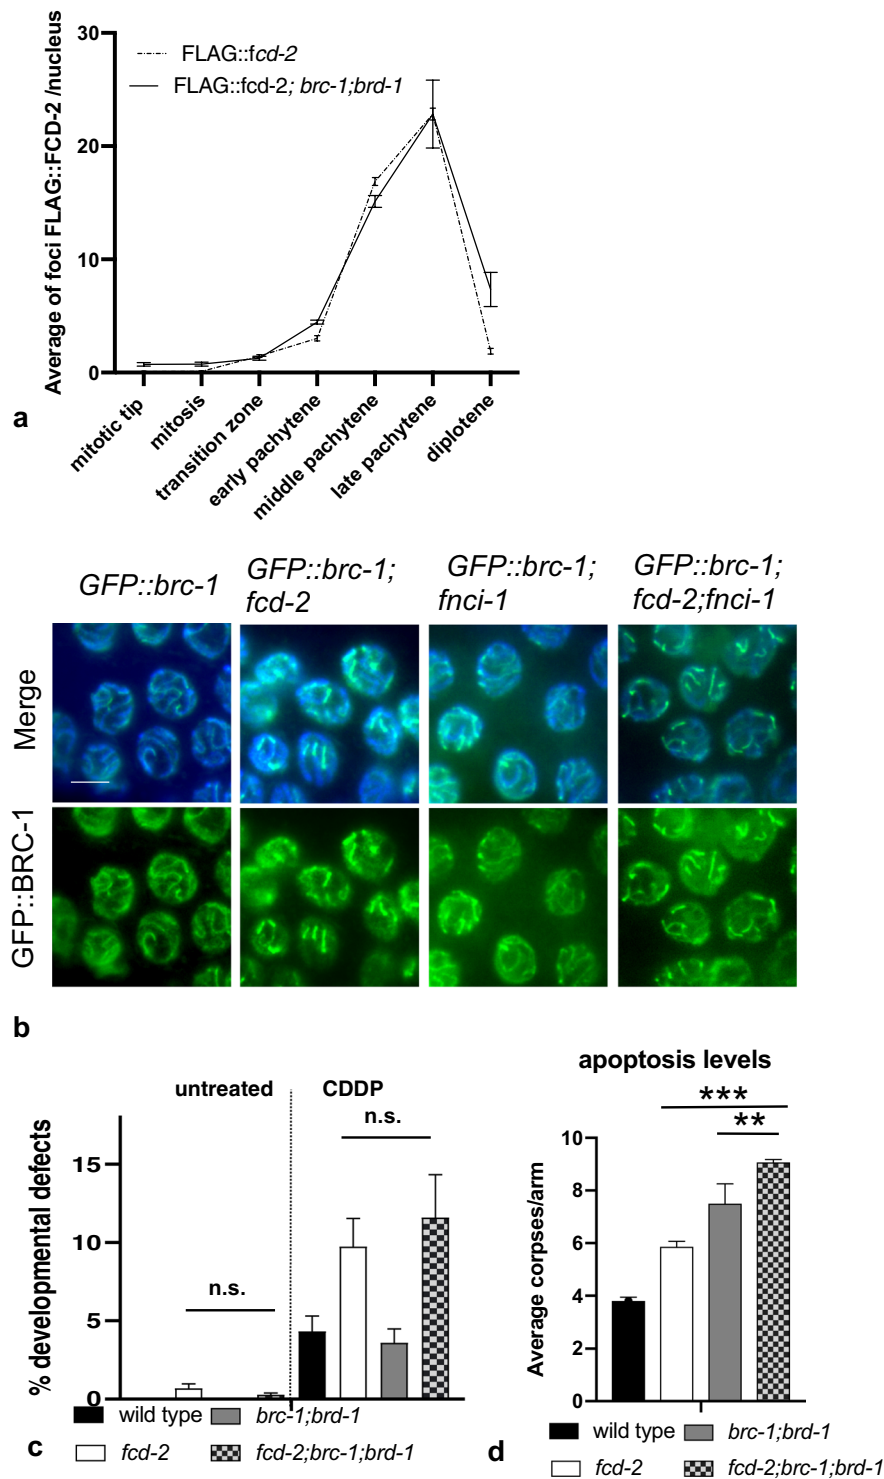 30
20
10
0
Average of foci FLAG::FCD-2 /nucleus
FLAG::fcd-2
FLAG::fcd-2; brc-1;brd-1
mitotic tip
mitosis
transition zone
early pachytene
middle pachytene
late pachytene
diplotene
a
GFP::brc-1
GFP::brc-1;
fcd-2
GFP::brc-1;
fnci-1
GFP::brc-1;
fcd-2;fnci-1
Merge
GFP::BRC-1
b
untreated
CDDP
n.s.
n.s.
% developmental defects
15
10
5
0
wild type
brc-1;brd-1
fcd-2
fcd-2;brc-1;brd-1
c
apoptosis levels
***
**
Average corpses/arm
10
8
6
4
2
0
wild type
brc-1;brd-1
fcd-2
fcd-2;brc-1;brd-1
d